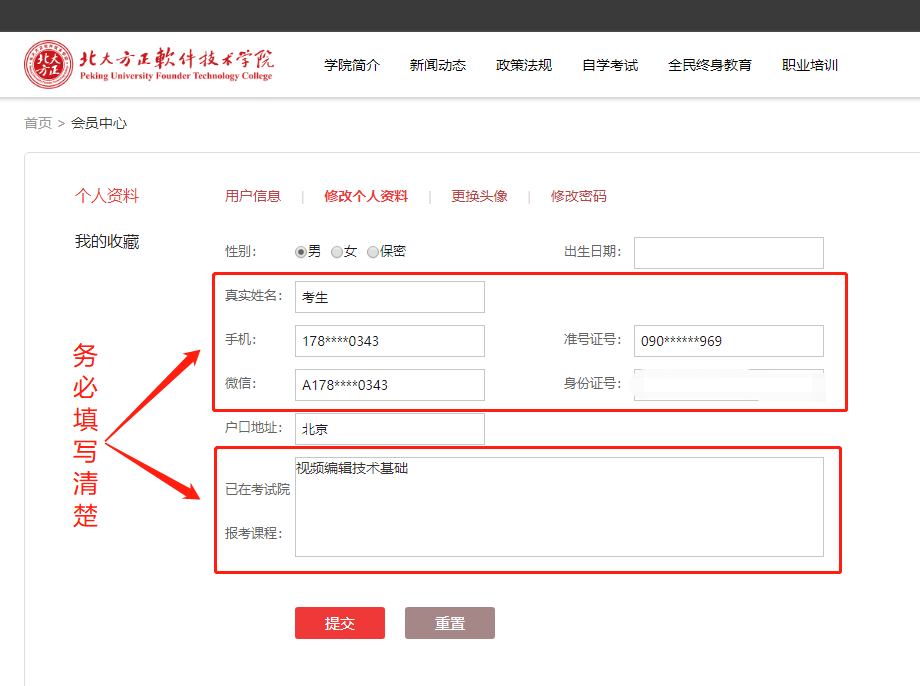 北大方正軟件技术学院
Peking University Founder Technology College
北大
方正
学院简介 新闻动态 政策法规 自学考试 全民终身教育 职业培训
首页 > 会员中心
个人资料
我的收藏
用户信息 | 修改个人资料 | 更换头像 | 修改密码
性别: 男 女 保密 出生日期:
真实姓名: 考生
手机: 178****0343 准号证号: 090******969
微信: A178****0343 身份证号:
户口地址: 北京
已在考试院
报考课程:
视频编辑技术基础
务必填写清楚
提交 重置